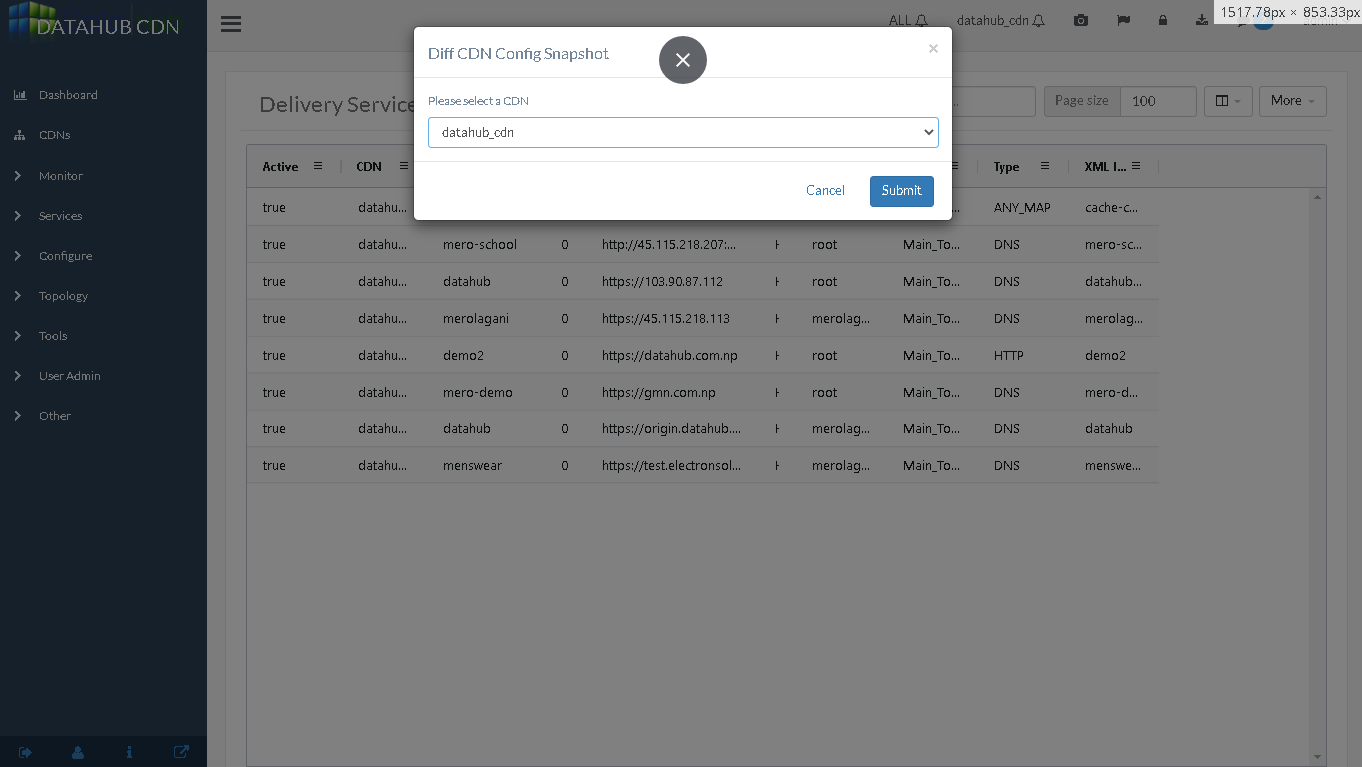 DATAHUB CDN
Dashboard
CDNs
Monitor
Services
Configure
Topology
Tools
User Admin
Other
ALL datahub_cdn
1517.78px × 853.33px
Diff CDN Config Snapshot ×
Please select a CDN
datahub_cdn
Cancel Submit
Delivery Service
Page size 100 More
Active CDN Type XML I...
true datahu... ANY_MAP cache-c...
true datahu... mero-school 0 http://45.115.218.207:... root Main_To... DNS mero-sc...
true datahu... datahub 0 https://103.90.87.112 root Main_To... DNS datahub...
true datahu... merolagani 0 https://45.115.218.113 merolag... Main_To... DNS merolag...
true datahu... demo2 0 https://datahub.com.np root Main_To... HTTP demo2
true datahu... mero-demo 0 https://gmn.com.np root Main_To... DNS mero-d...
true datahu... datahub 0 https://origin.datahub.... merolag... Main_To... DNS datahub
true datahu... menswear 0 https://test.electronsol... merolag... Main_To... DNS menswe...